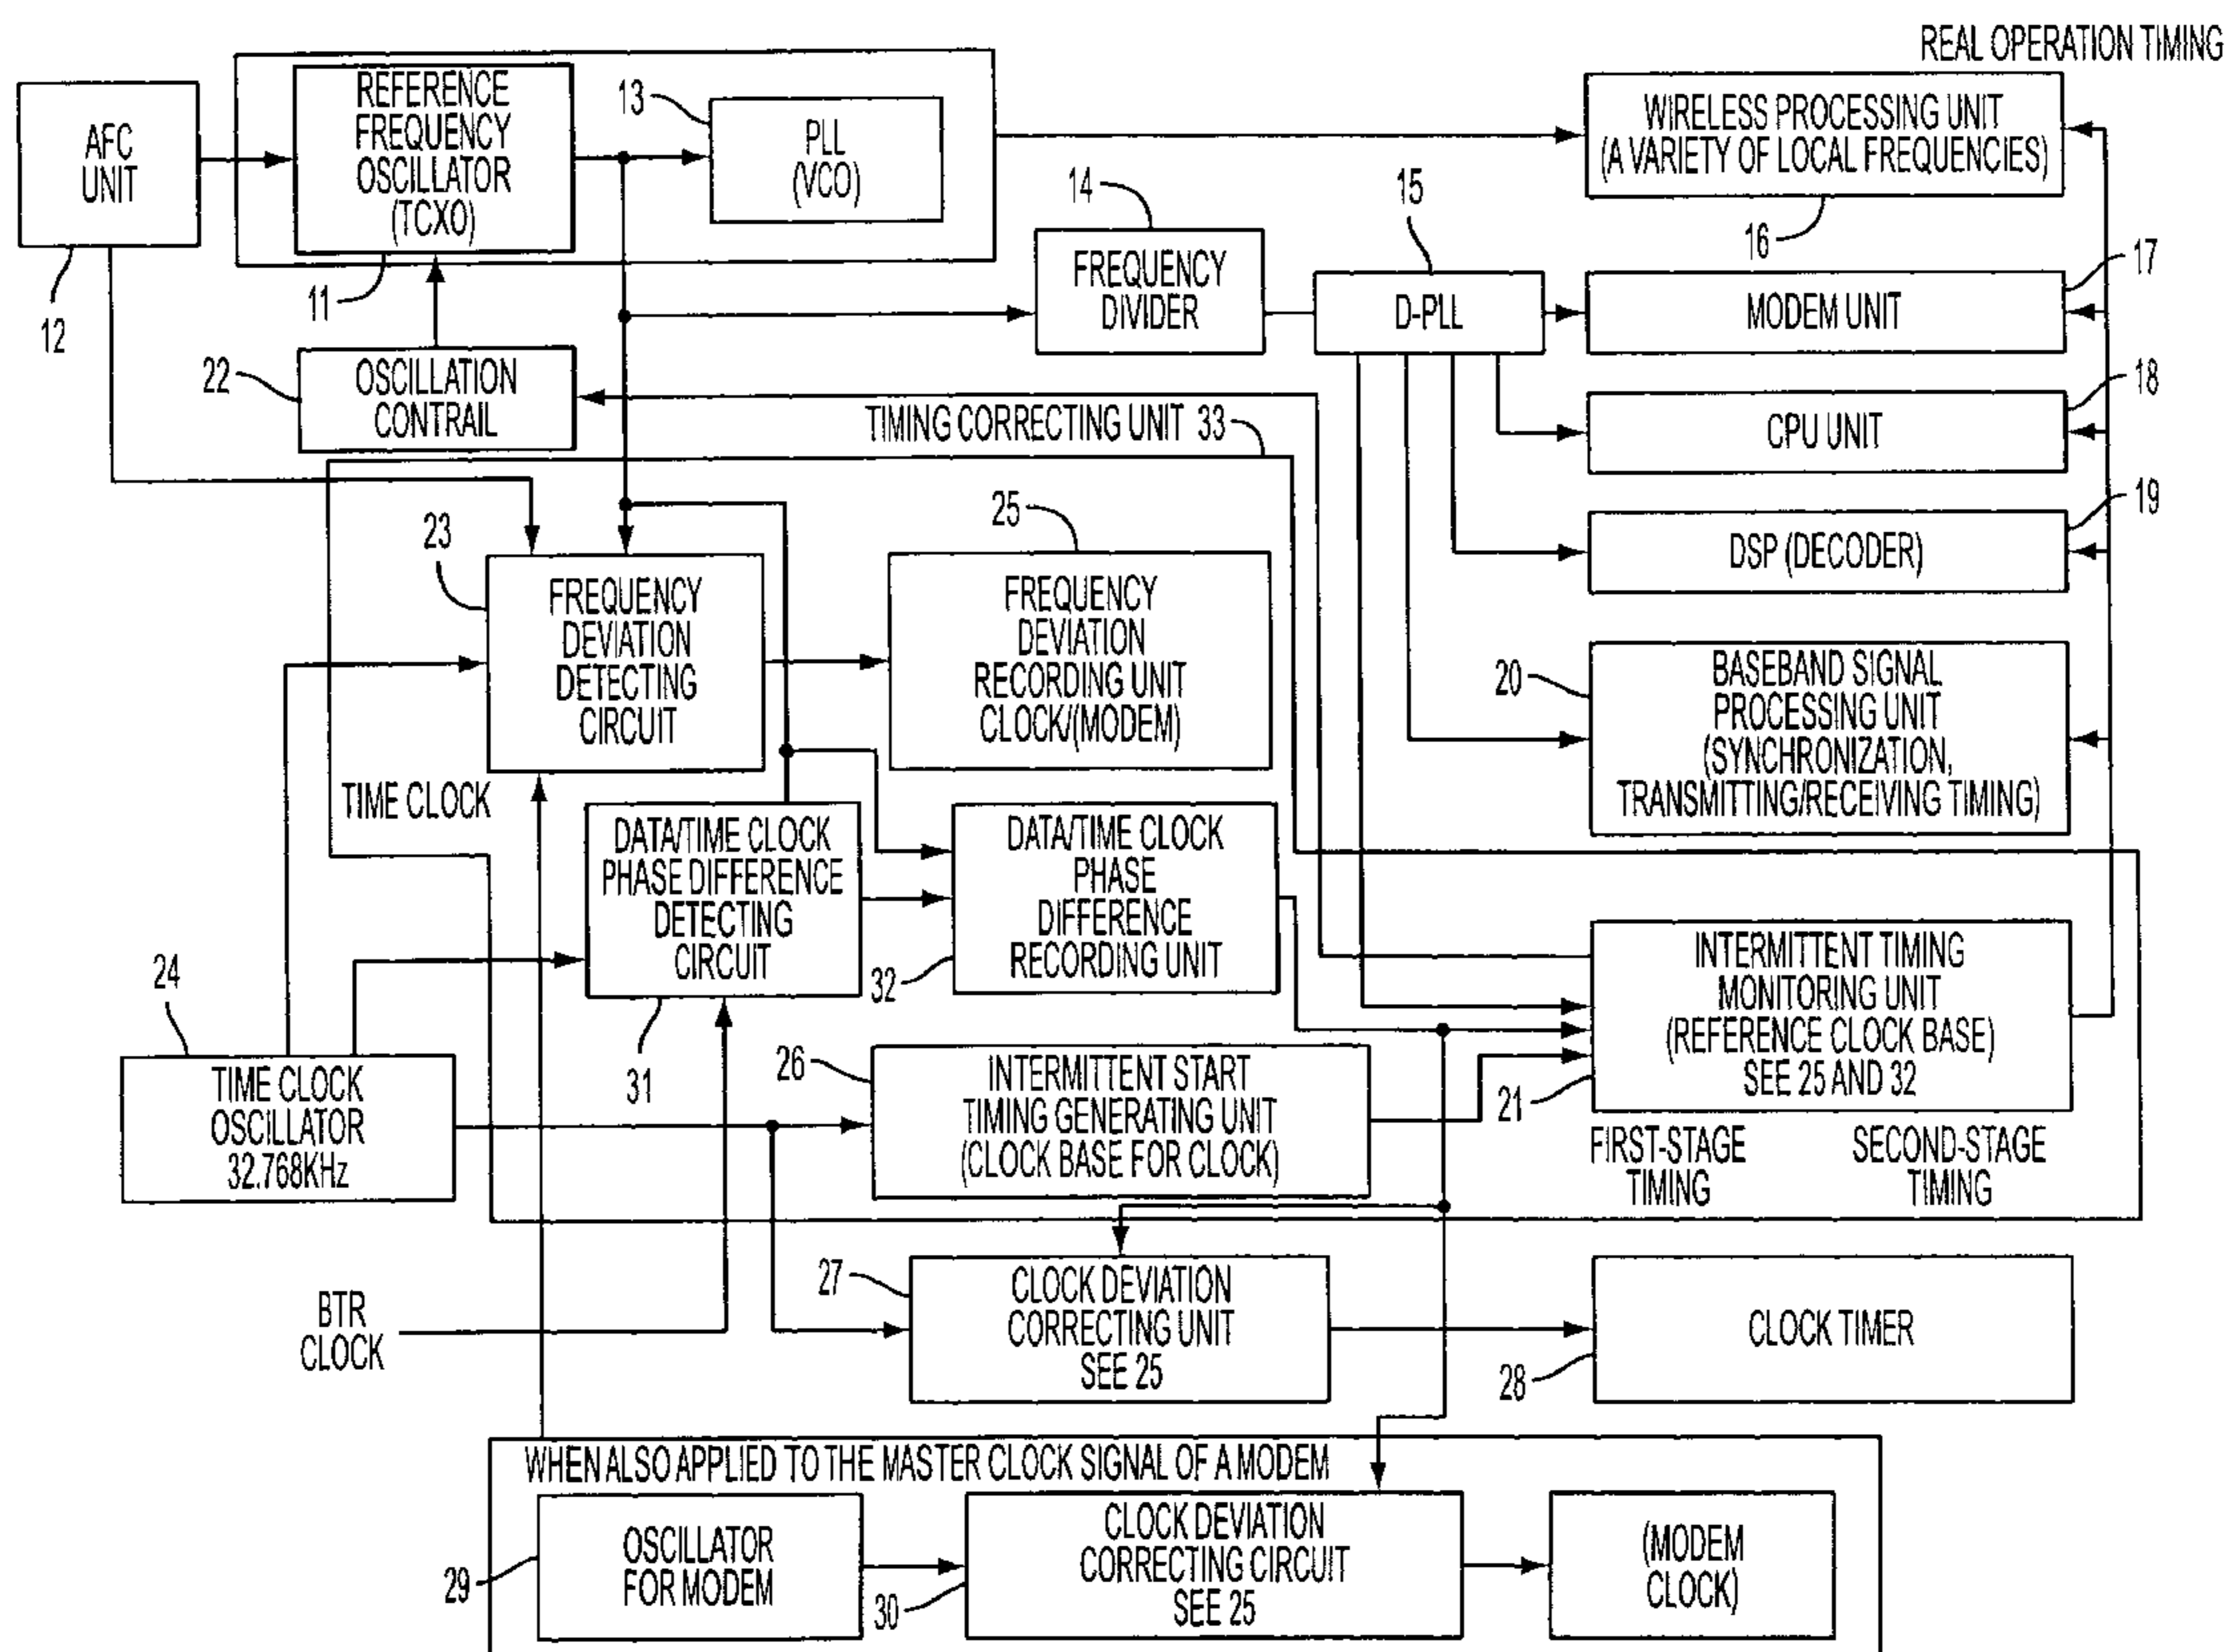 REAL OPERATION TIMING
AFC
UNIT
12
REFERENCE
FREQUENCY
OSCILLATOR
(TCXO)
11
13
PLL
(VCO)
14
FREQUENCY
DIVIDER
15
D-PLL
WIRELESS PROCESSING UNIT
(A VARIETY OF LOCAL FREQUENCIES)
16
17
MODEM UNIT
22
OSCILLATION
CONTRAIL
TIMING CORRECTING UNIT 33
18
CPU UNIT
19
DSP (DECODER)
23
FREQUENCY
DEVIATION
DETECTING
CIRCUIT
25
FREQUENCY
DEVIATION
RECORDING UNIT
CLOCK/(MODEM)
20
BASEBAND SIGNAL
PROCESSING UNIT
(SYNCHRONIZATION,
TRANSMITTING/RECEIVING TIMING)
TIME CLOCK
DATA/TIME CLOCK
PHASE DIFFERENCE
DETECTING
CIRCUIT
31
DATA/TIME CLOCK
PHASE
DIFFERENCE
RECORDING UNIT
32
INTERMITTENT TIMING
MONITORING UNIT
(REFERENCE CLOCK BASE)
SEE 25 AND 32
21
FIRST-STAGE
TIMING
SECOND-STAGE
TIMING
24
TIME CLOCK
OSCILLATOR
32.768KHz
26
INTERMITTENT START
TIMING GENERATING UNIT
(CLOCK BASE FOR CLOCK)
BTR
CLOCK
27
CLOCK DEVIATION
CORRECTING UNIT
SEE 25
CLOCK TIMER
28
WHEN ALSO APPLIED TO THE MASTER CLOCK SIGNAL OF A MODEM
29
OSCILLATOR
FOR MODEM
30
CLOCK DEVIATION
CORRECTING CIRCUIT
SEE 25
(MODEM
CLOCK)